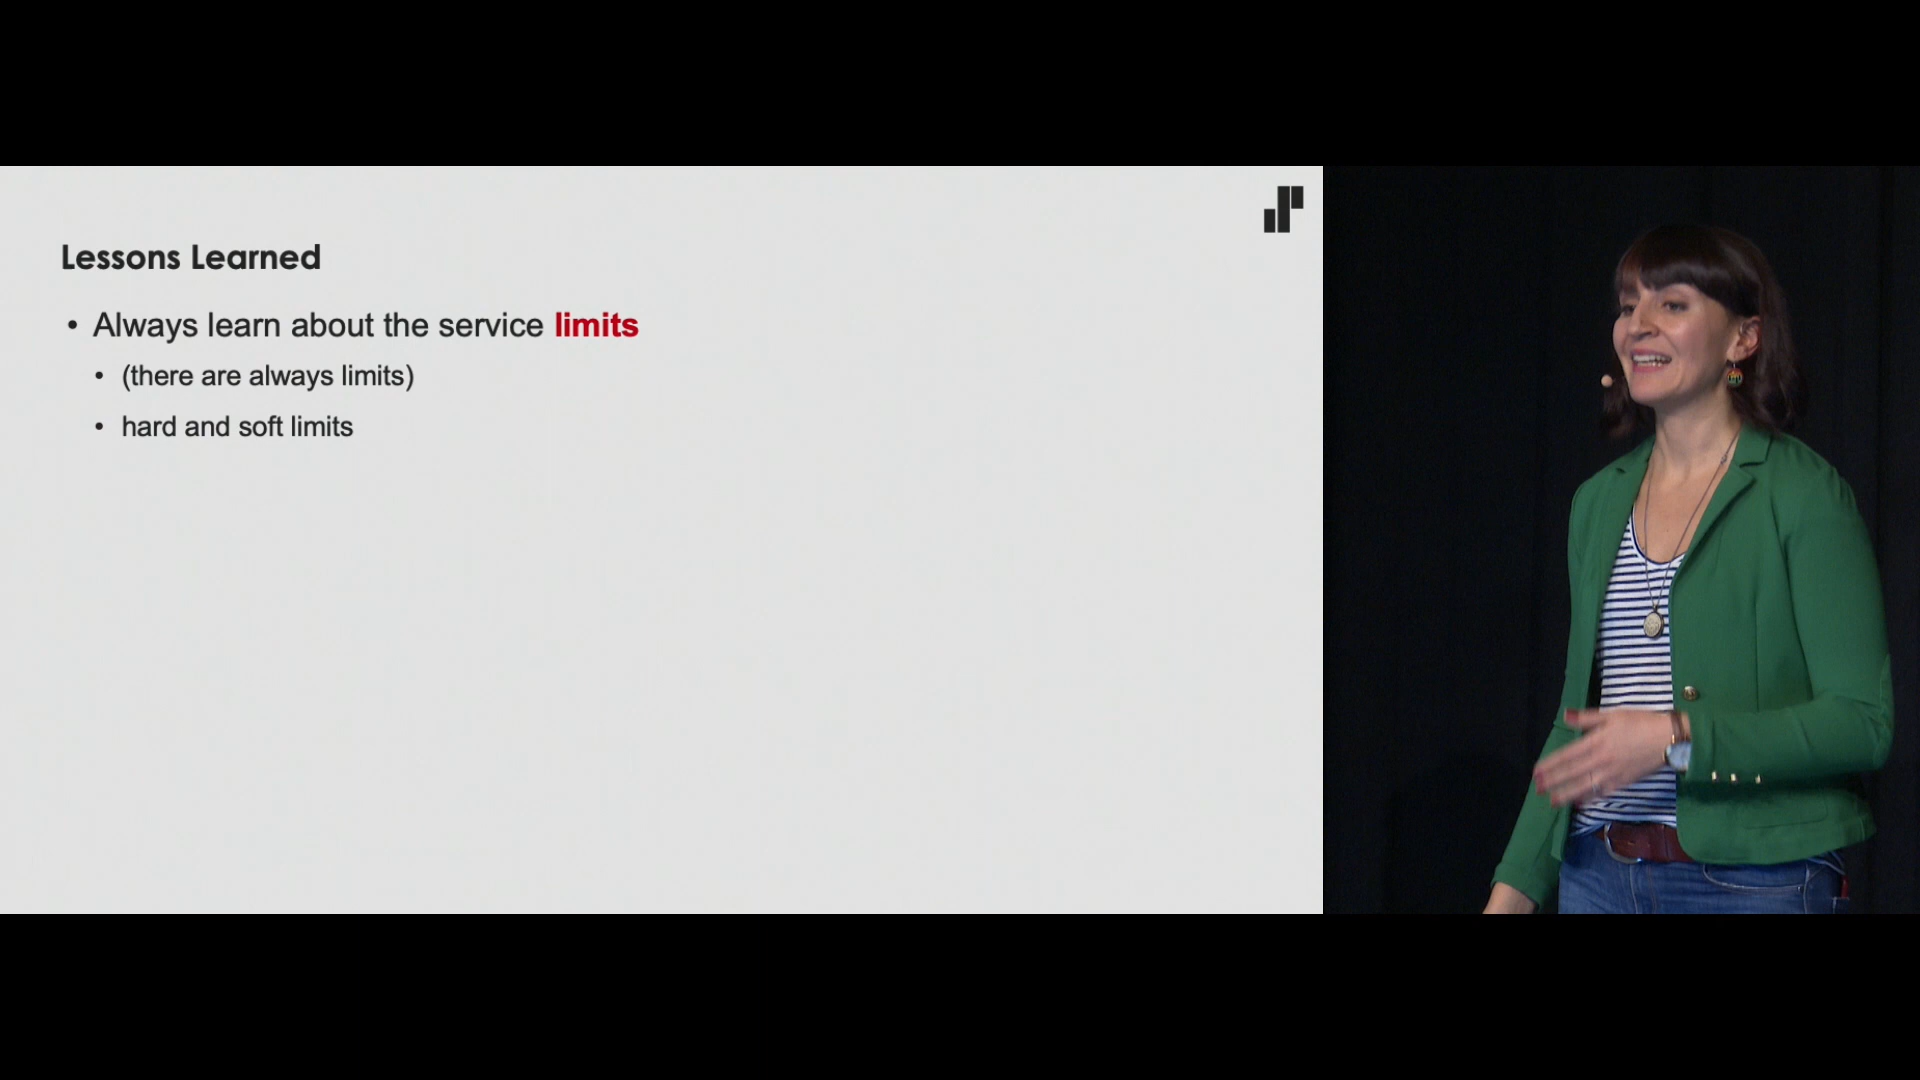 Lessons Learned
• Always learn about the service limits
• (there are always limits)
• hard and soft limits